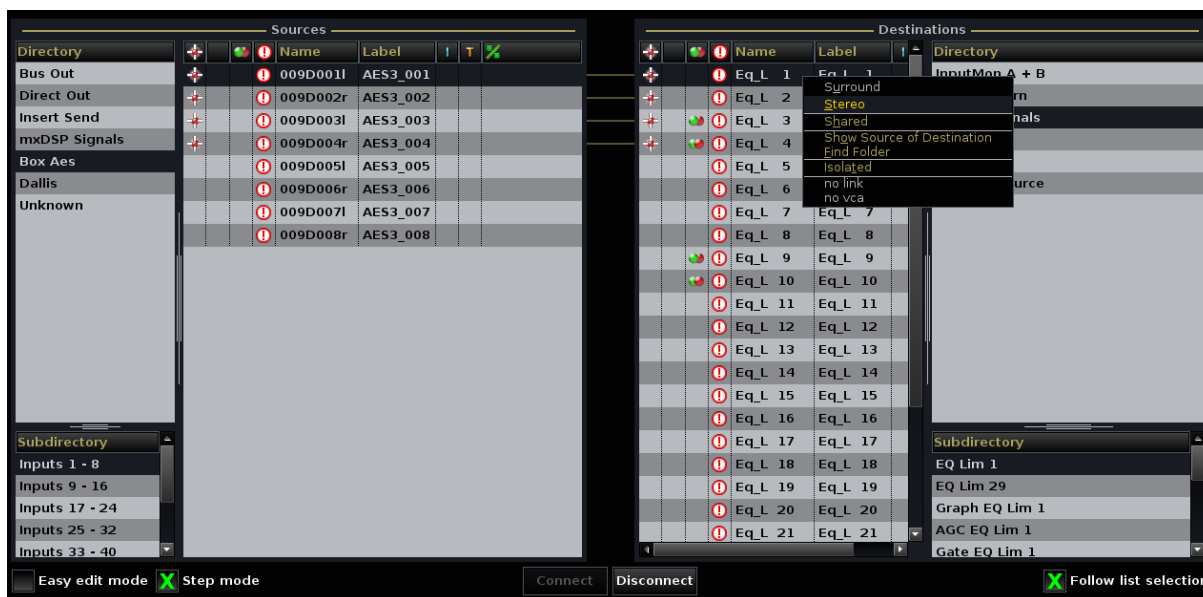 Sources
Destinations
Directory
Name Label ! T
Name Label !
Directory
Bus Out
Direct Out
Insert Send
mxDSP Signals
Box Aes
Dallis
Unknown
009D001l AES3_001
009D002r AES3_002
009D003l AES3_003
009D004r AES3_004
009D005l AES3_005
009D006r AES3_006
009D007l AES3_007
009D008r AES3_008
Eq_L 1 Eq_L 1
Eq_L 2
Eq_L 3
Eq_L 4
Eq_L 5
Eq_L 6
Eq_L 7 Eq_L 7
Eq_L 8 Eq_L 8
Eq_L 9 Eq_L 9
Eq_L 10 Eq_L 10
Eq_L 11 Eq_L 11
Eq_L 12 Eq_L 12
Eq_L 13 Eq_L 13
Eq_L 14 Eq_L 14
Eq_L 15 Eq_L 15
Eq_L 16 Eq_L 16
Eq_L 17 Eq_L 17
Eq_L 18 Eq_L 18
Eq_L 19 Eq_L 19
Eq_L 20 Eq_L 20
Eq_L 21 Eq_L 21
Surround
Stereo
Shared
Show Source of Destination
Find Folder
Isolated
no link
no vca
InputMon A + B
Subdirectory
Inputs 1 - 8
Inputs 9 - 16
Inputs 17 - 24
Inputs 25 - 32
Inputs 33 - 40
Subdirectory
EQ Lim 1
EQ Lim 29
Graph EQ Lim 1
AGC EQ Lim 1
Gate EQ Lim 1
Easy edit mode X Step mode
Connect Disconnect
X Follow list selection